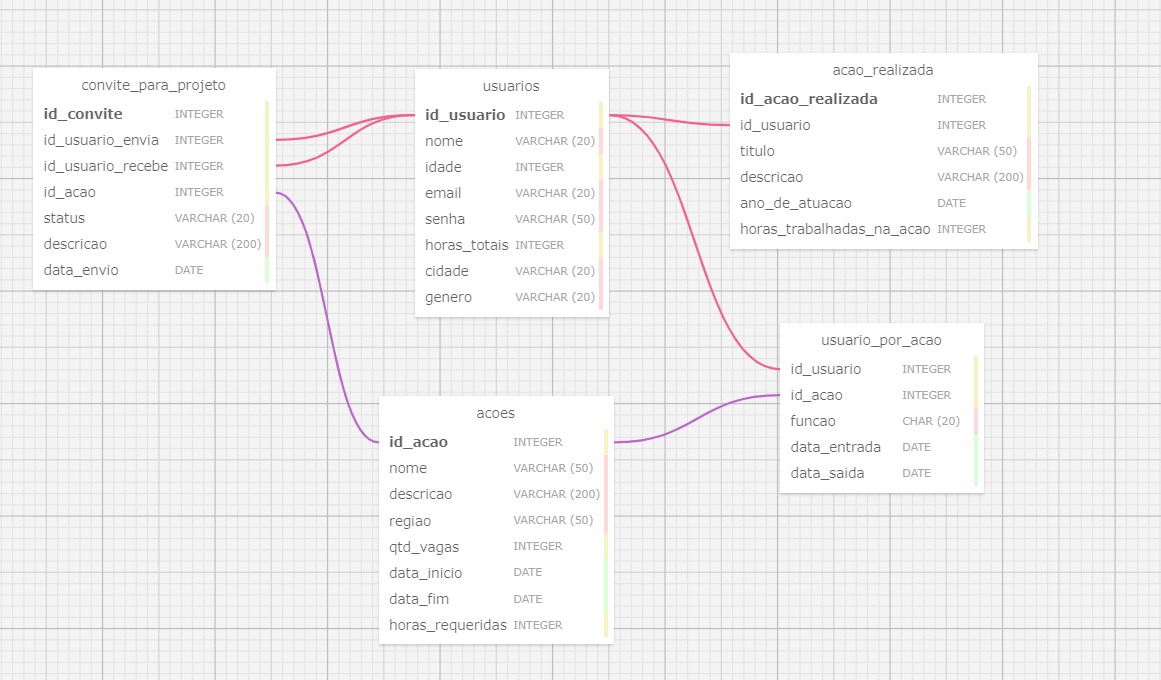 convite_para_projeto
id_convite INTEGER
id_usuario_envia INTEGER
id_usuario_recebe INTEGER
id_acao INTEGER
status VARCHAR (20)
descricao VARCHAR (200)
data_envio DATE
usuarios
id_usuario INTEGER
nome VARCHAR (20)
idade INTEGER
email VARCHAR (20)
senha VARCHAR (50)
horas_totais INTEGER
cidade VARCHAR (20)
genero VARCHAR (20)
acao_realizada
id_acao_realizada INTEGER
id_usuario INTEGER
titulo VARCHAR (50)
descricao VARCHAR (200)
ano_de_atuacao DATE
horas_trabalhadas_na_acao INTEGER
usuario_por_acao
id_usuario INTEGER
id_acao INTEGER
funcao CHAR (20)
data_entrada DATE
data_saida DATE
acoes
id_acao INTEGER
nome VARCHAR (50)
descricao VARCHAR (200)
regiao VARCHAR (50)
qtd_vagas INTEGER
data_inicio DATE
data_fim DATE
horas_requeridas INTEGER